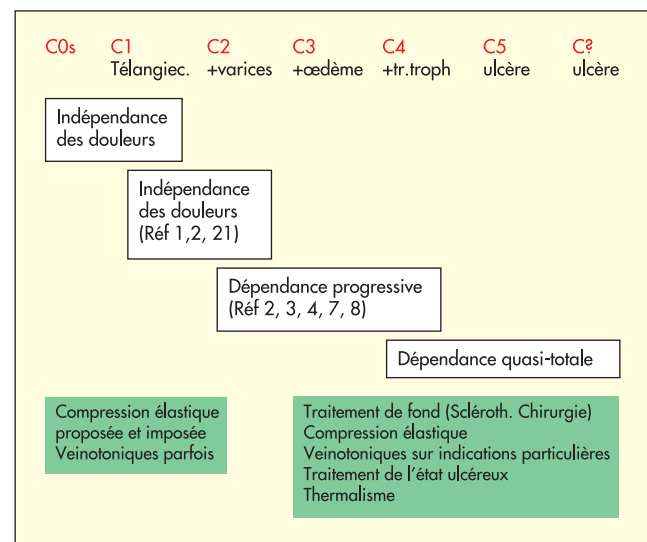 C0s C1 C2 C3 C4 C5 C?
Télangiec. +varices +œdème +tr.troph ulcère ulcère
Indépendance
des douleurs
Indépendance
des douleurs
(Réf 1,2, 21)
Dépendance progressive
(Réf 2, 3, 4, 7, 8)
Dépendance quasi-totale
Compression élastique
proposée et imposée
Veinotoniques parfois
Traitement de fond (Scléroth. Chirurgie)
Compression élastique
Veinotoniques sur indications particulières
Traitement de l'état ulcéreux
Thermalisme